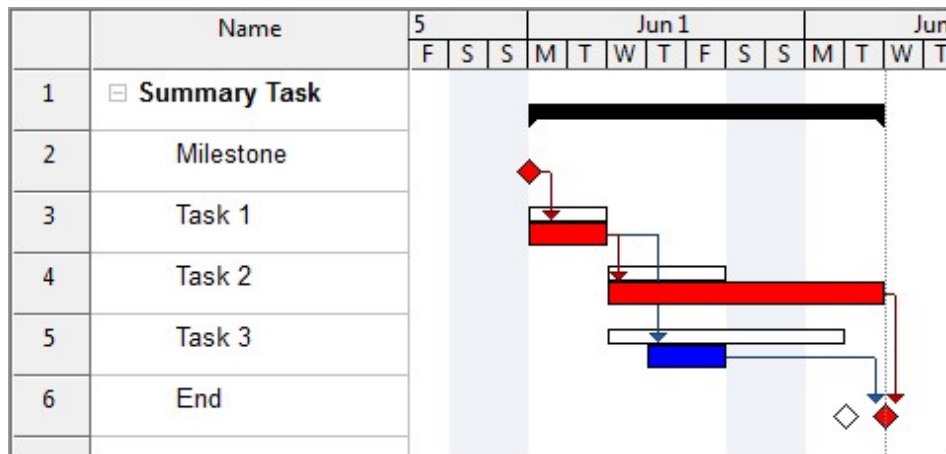 Name 5 Jun 1 Jun
F S S M T W T F S S M T W T
1 Summary Task
2 Milestone
3 Task 1
4 Task 2
5 Task 3
6 End